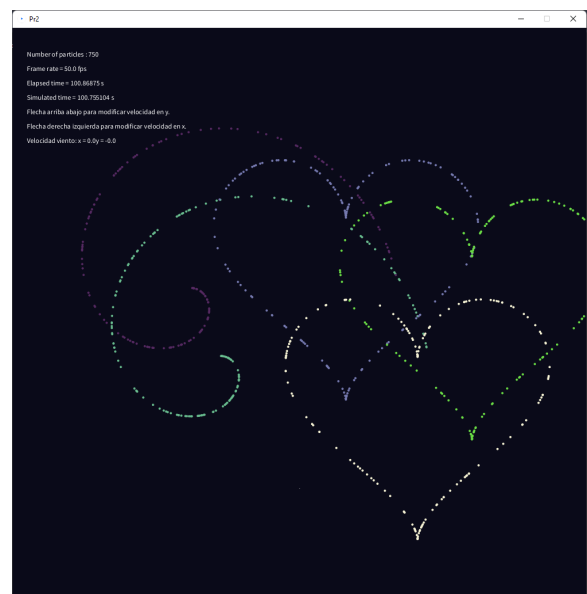 Pr2
Number of particles : 750
Frame rate = 50.0 fps
Elapsed time = 100.86875 s
Simulated time = 100.755104 s
Flecha arriba abajo para modificar velocidad en y.
Flecha derecha izquierda para modificar velocidad en x.
Velocidad viento: x = 0.0y = -0.0